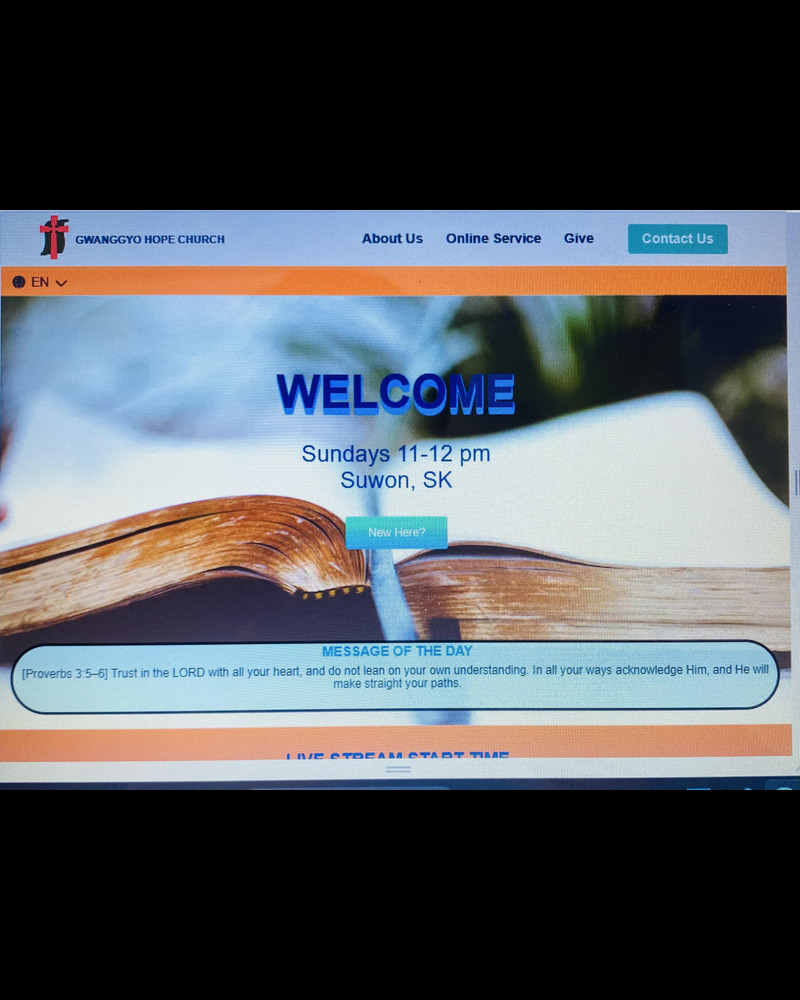 GWANGGYO HOPE CHURCH
About Us
Online Service
Give
Contact Us
EN
WELCOME
Sundays 11-12 pm
Suwon, SK
New Here?
MESSAGE OF THE DAY
[Proverbs 3:5–6] Trust in the LORD with all your heart, and do not lean on your own understanding. In all your ways acknowledge Him, and He will
make straight your paths.
LIVE STREAM START TIME